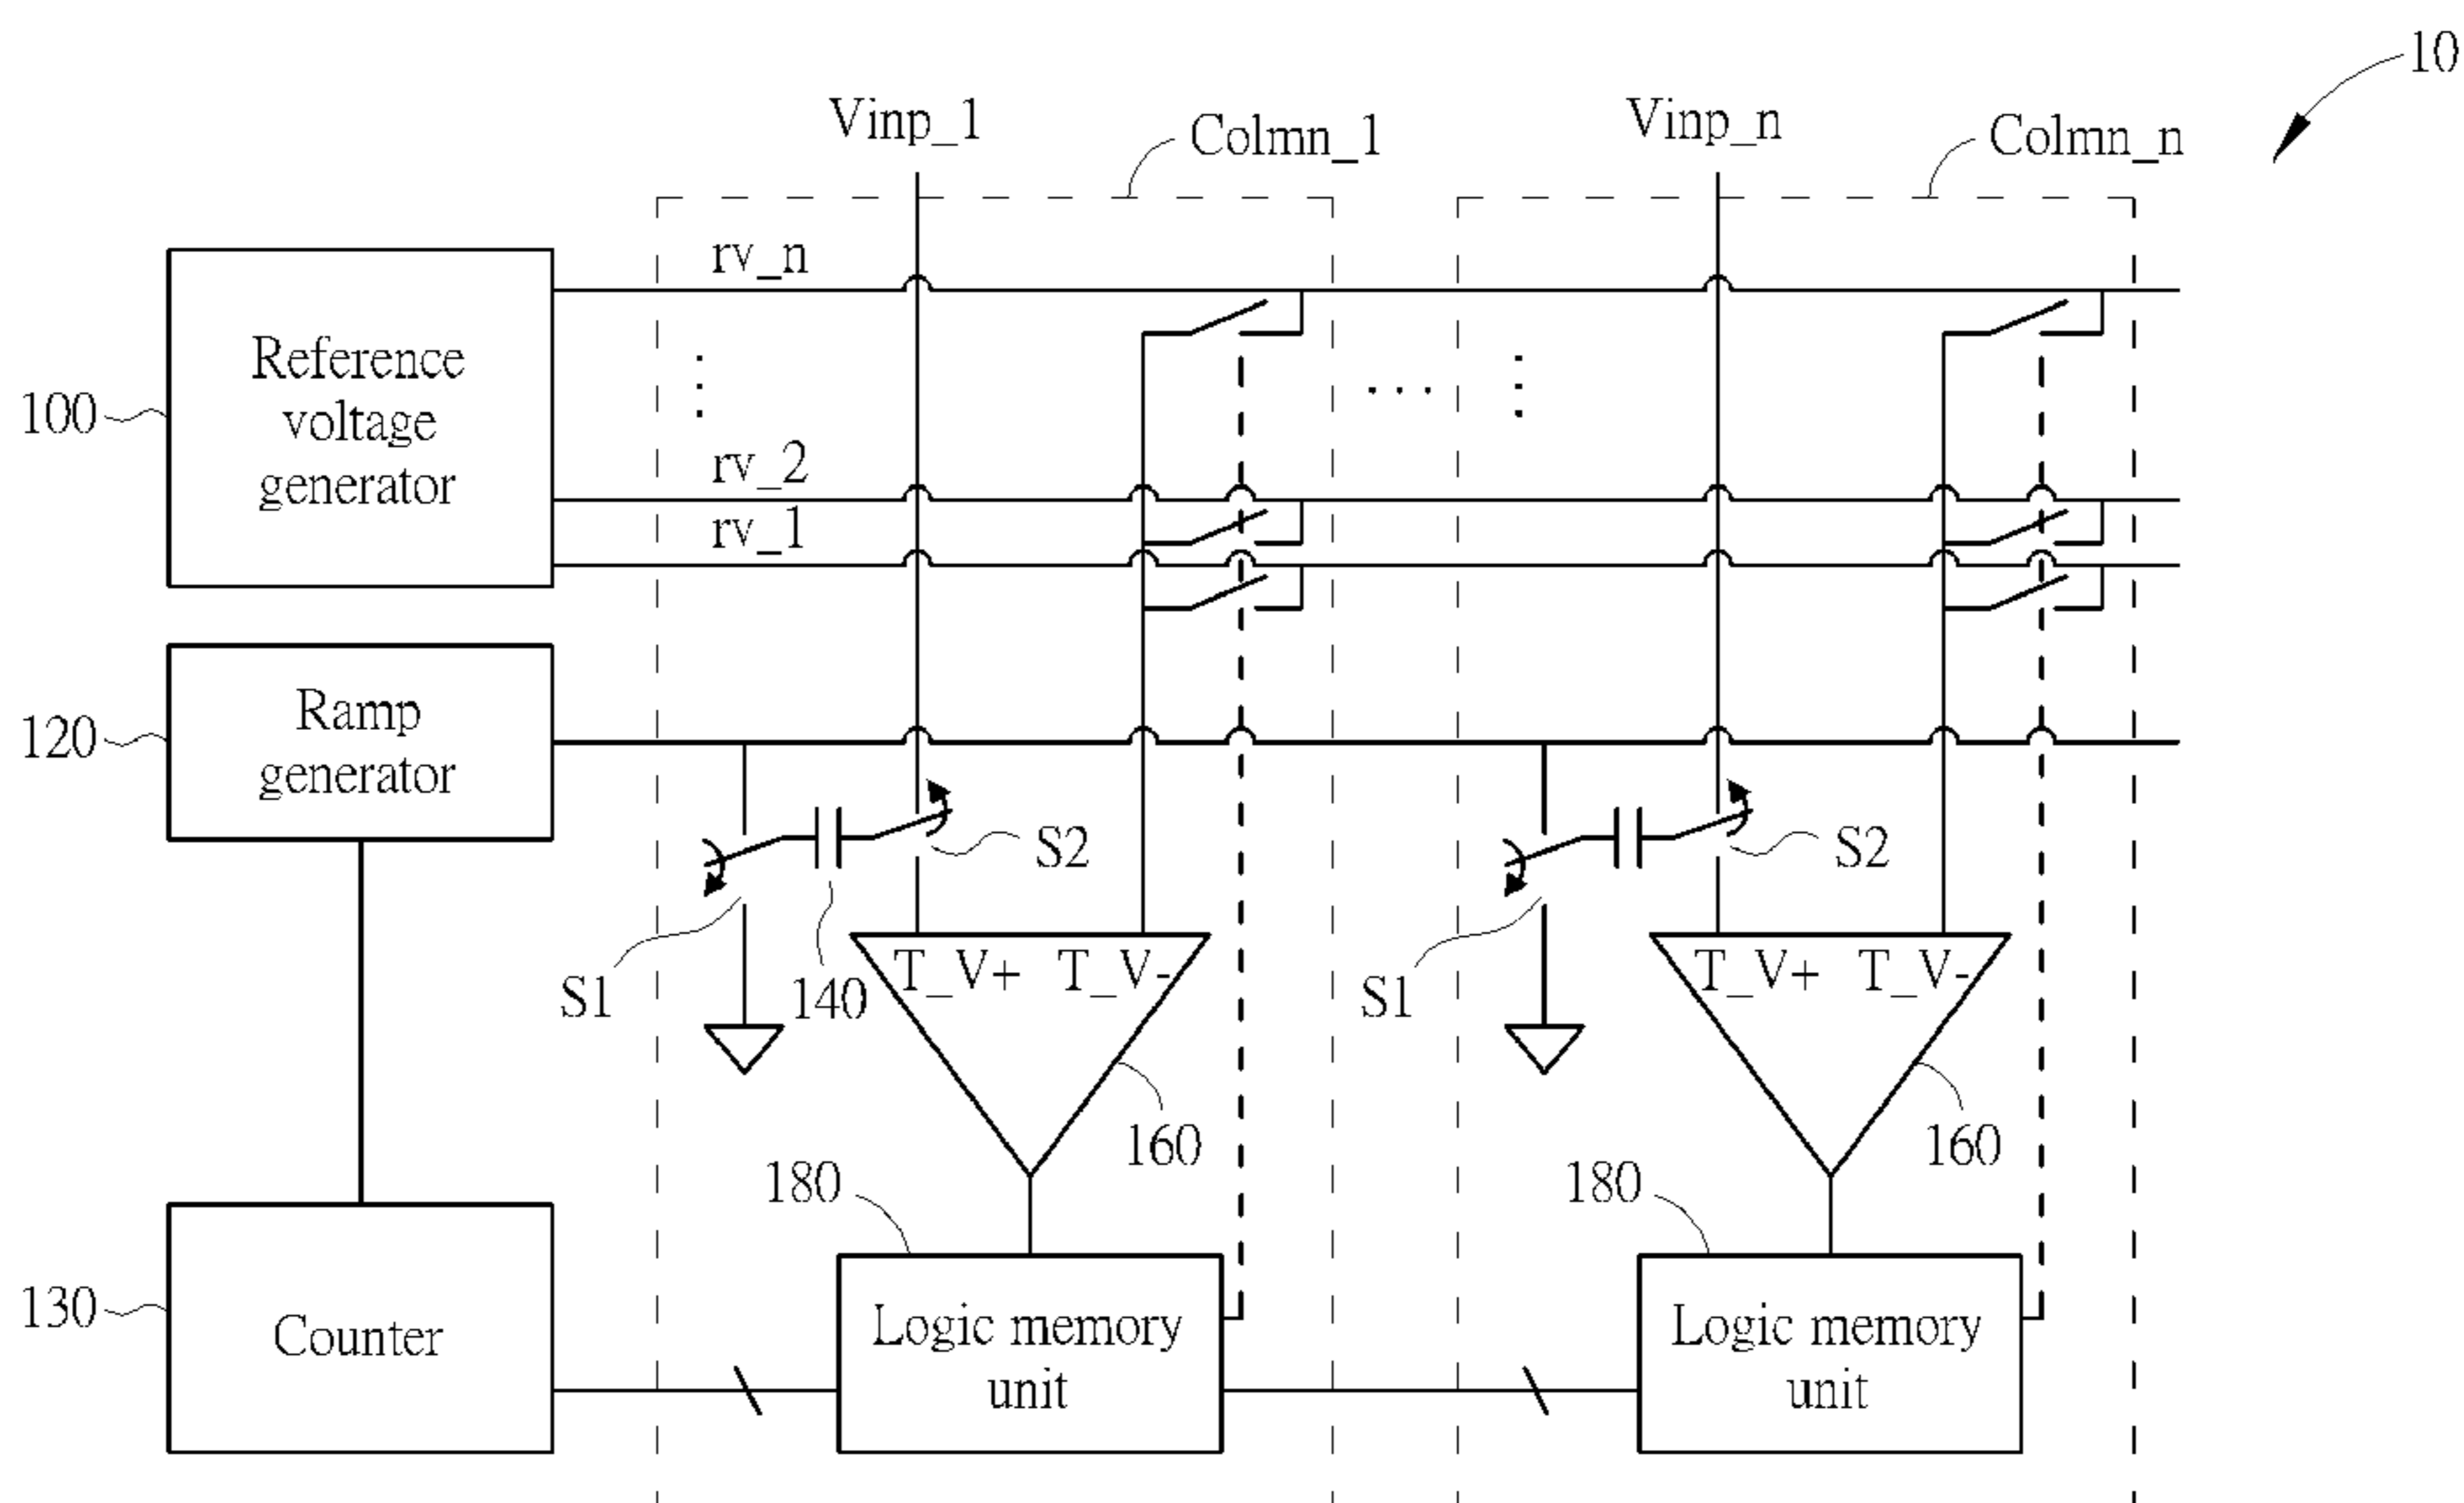 10
Vinp_1
Colmn_1
Vinp_n
Colmn_n
rv_n
Reference
voltage
generator
100
rv_2
rv_1
Ramp
generator
120
S2
S2
S1
140
T_V+
T_V-
S1
T_V+
T_V-
160
160
180
180
130
Counter
Logic memory
unit
Logic memory
unit